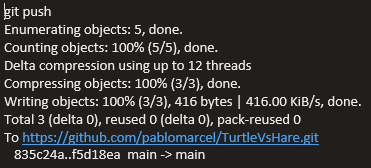 git push
Enumerating objects: 5, done.
Counting objects: 100% (5/5), done.
Delta compression using up to 12 threads
Compressing objects: 100% (3/3), done.
Writing objects: 100% (3/3), 416 bytes | 416.00 KiB/s, done.
Total 3 (delta 0), reused 0 (delta 0), pack-reused 0
To https://github.com/pablomarcel/TurtleVsHare.git
835c24a..f5d18ea  main -> main